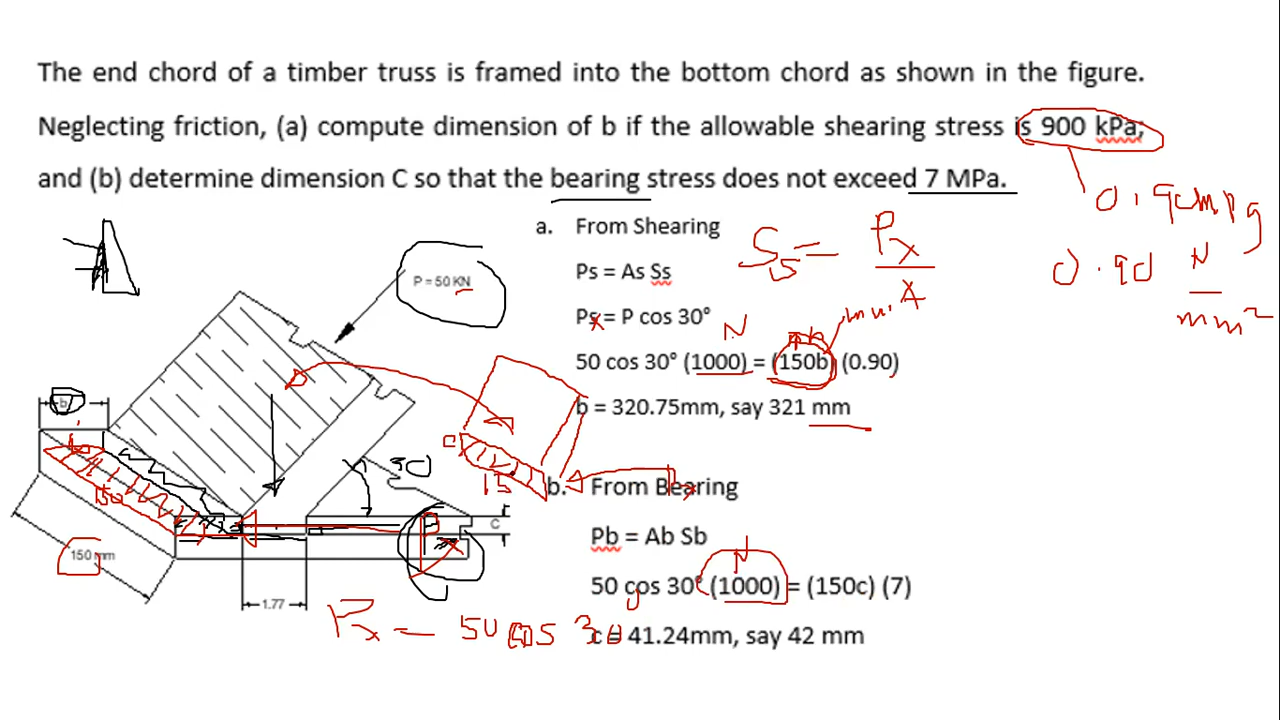 The end chord of a timber truss is framed into the bottom chord as shown in the figure.
Neglecting friction, (a) compute dimension of b if the allowable shearing stress is 900 kPa;
and (b) determine dimension C so that the bearing stress does not exceed 7 MPa.
a. From Shearing
Ps = As Ss
Ps = P cos 30°
50 cos 30° (1000) = (150b) (0.90)
b = 320.75mm, say 321 mm
b. From Bearing
Pb = Ab Sb
50 cos 30° (1000) = (150c) (7)
c = 41.24mm, say 42 mm
P = 50 KN
b
150 mm
1.77
C
Ss = Px
A
0.90 N
mm²
N
150
30
15
N
Px = 50 cos 30